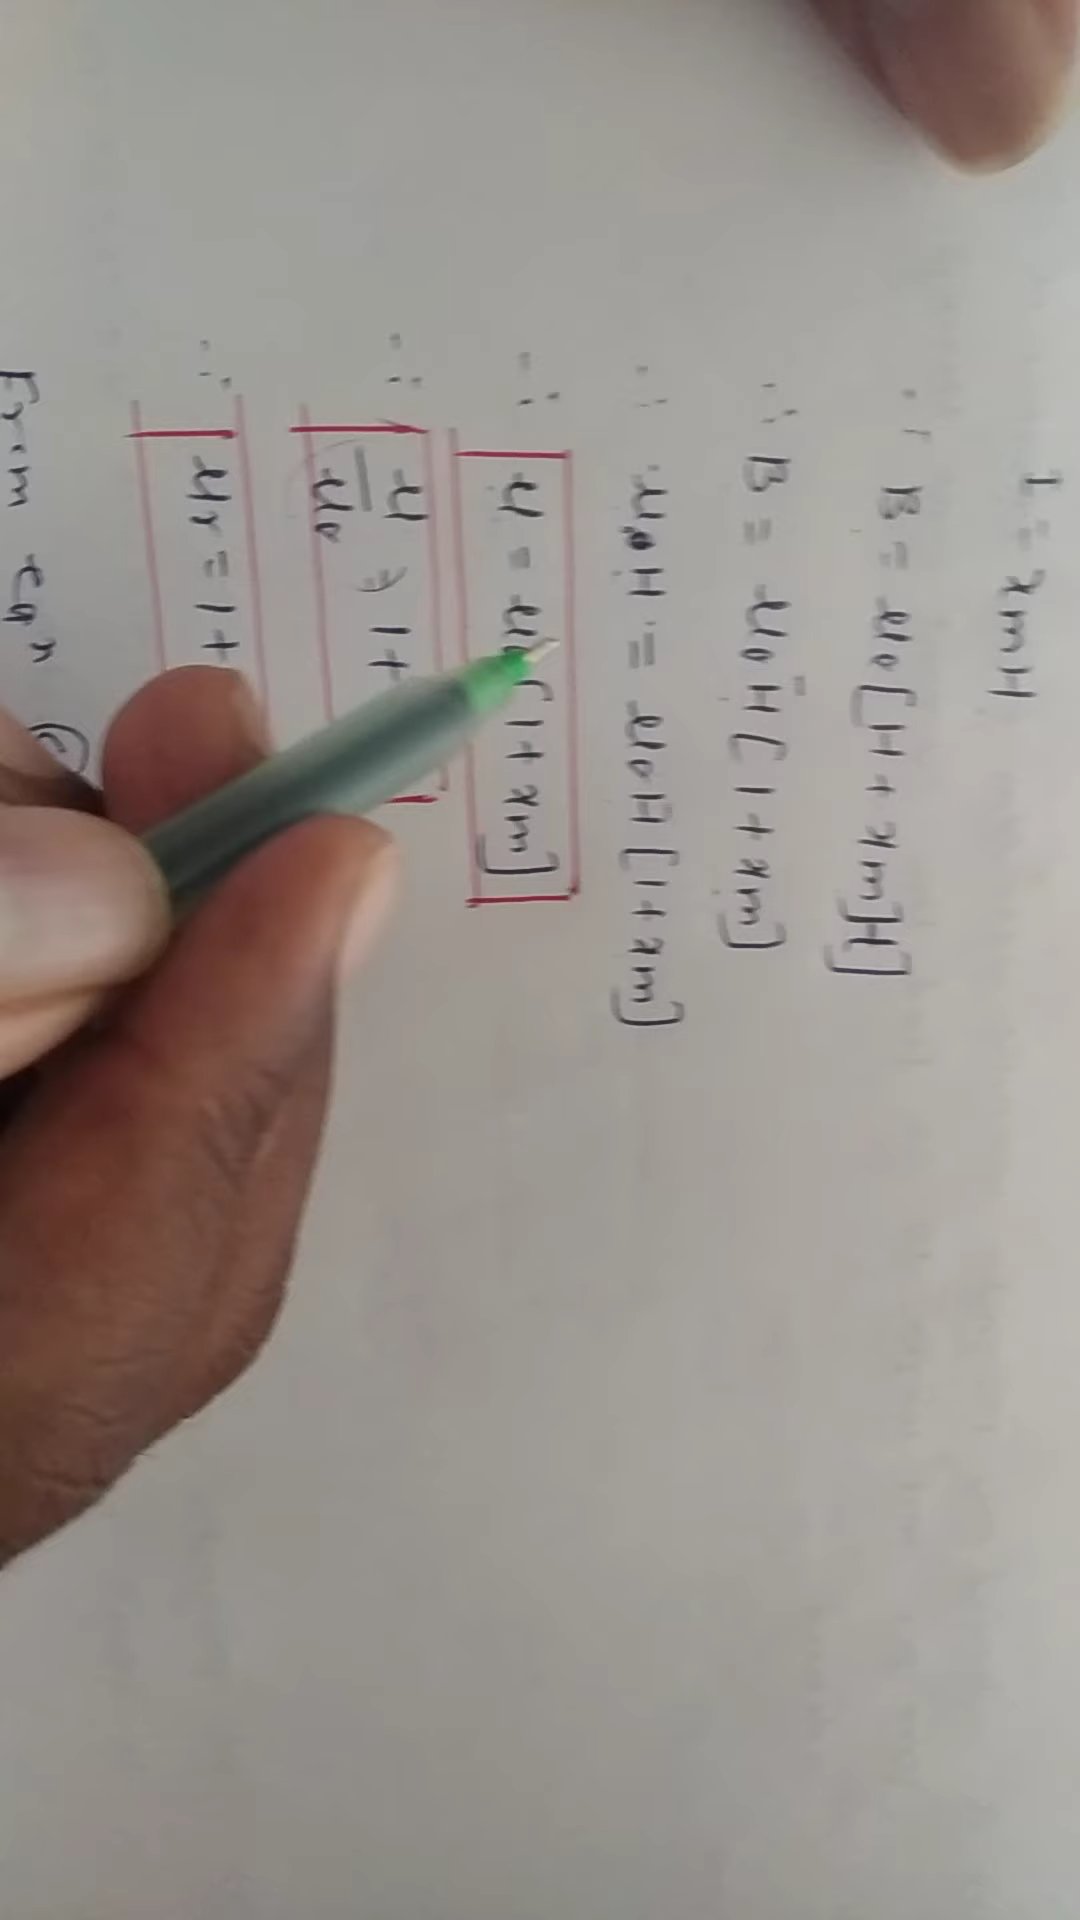 I = χmH
∴ B = μ0[H + χmH]
∴ B = μ0H[1 + χm]
∴ μH = μ0H[1 + χm]
∴ μ = μ0[1 + χm]
∴ μ/μ0 = 1 +
∴ μr = 1 +
From eqn